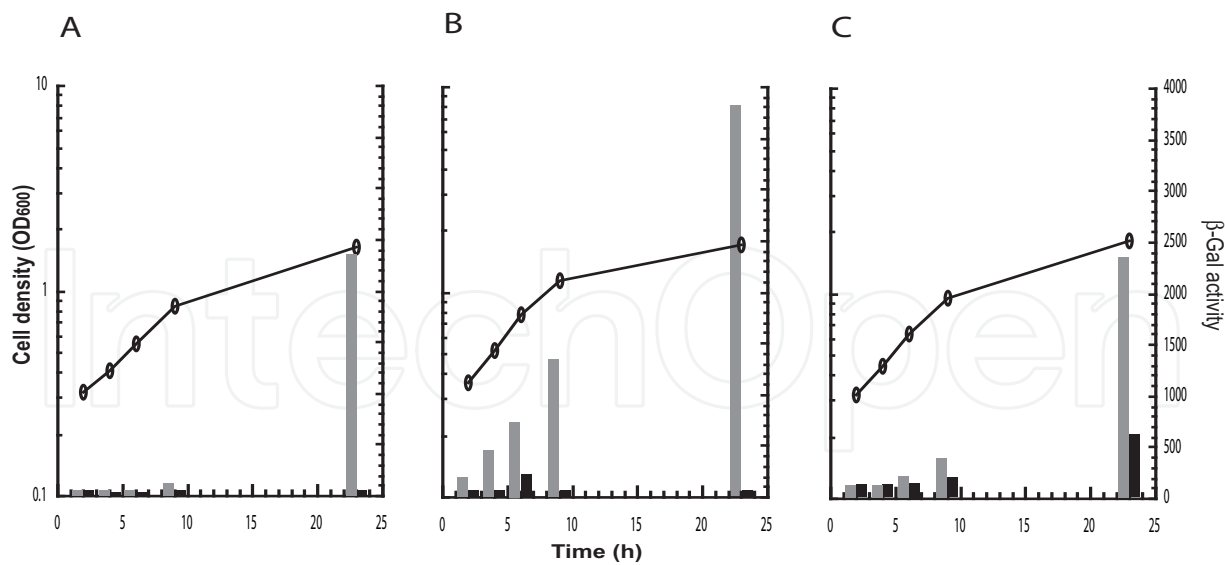 A
B
C
10
1
0.1
Cell density (OD600)
0 5 10 15 20 25
0 5 10 15 20 25
0 5 10 15 20 25
Time (h)
4000
3500
3000
2500
2000
1500
1000
500
0
β-Gal activity
IntechOpen